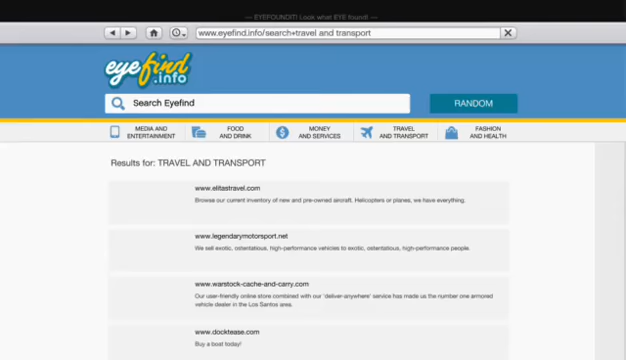 — EYEFOUNDIT! Look what EYE found! —
www.eyefind.info/search=travel and transport
eyefind
.info
Search Eyefind
RANDOM
MEDIA AND
ENTERTAINMENT
FOOD
AND DRINK
MONEY
AND SERVICES
TRAVEL
AND TRANSPORT
FASHION
AND HEALTH
Results for: TRAVEL AND TRANSPORT
www.elitastravel.com
Browse our current inventory of new and pre-owned aircraft. Helicopters or planes, we have everything.
www.legendarymotorsport.net
We sell exotic, ostentatious, high-performance vehicles to exotic, ostentatious, high-performance people.
www.warstock-cache-and-carry.com
Our user-friendly online store combined with our 'deliver-anywhere' service has made us the number one armored
vehicle dealer in the Los Santos area.
www.docktease.com
Buy a boat today!